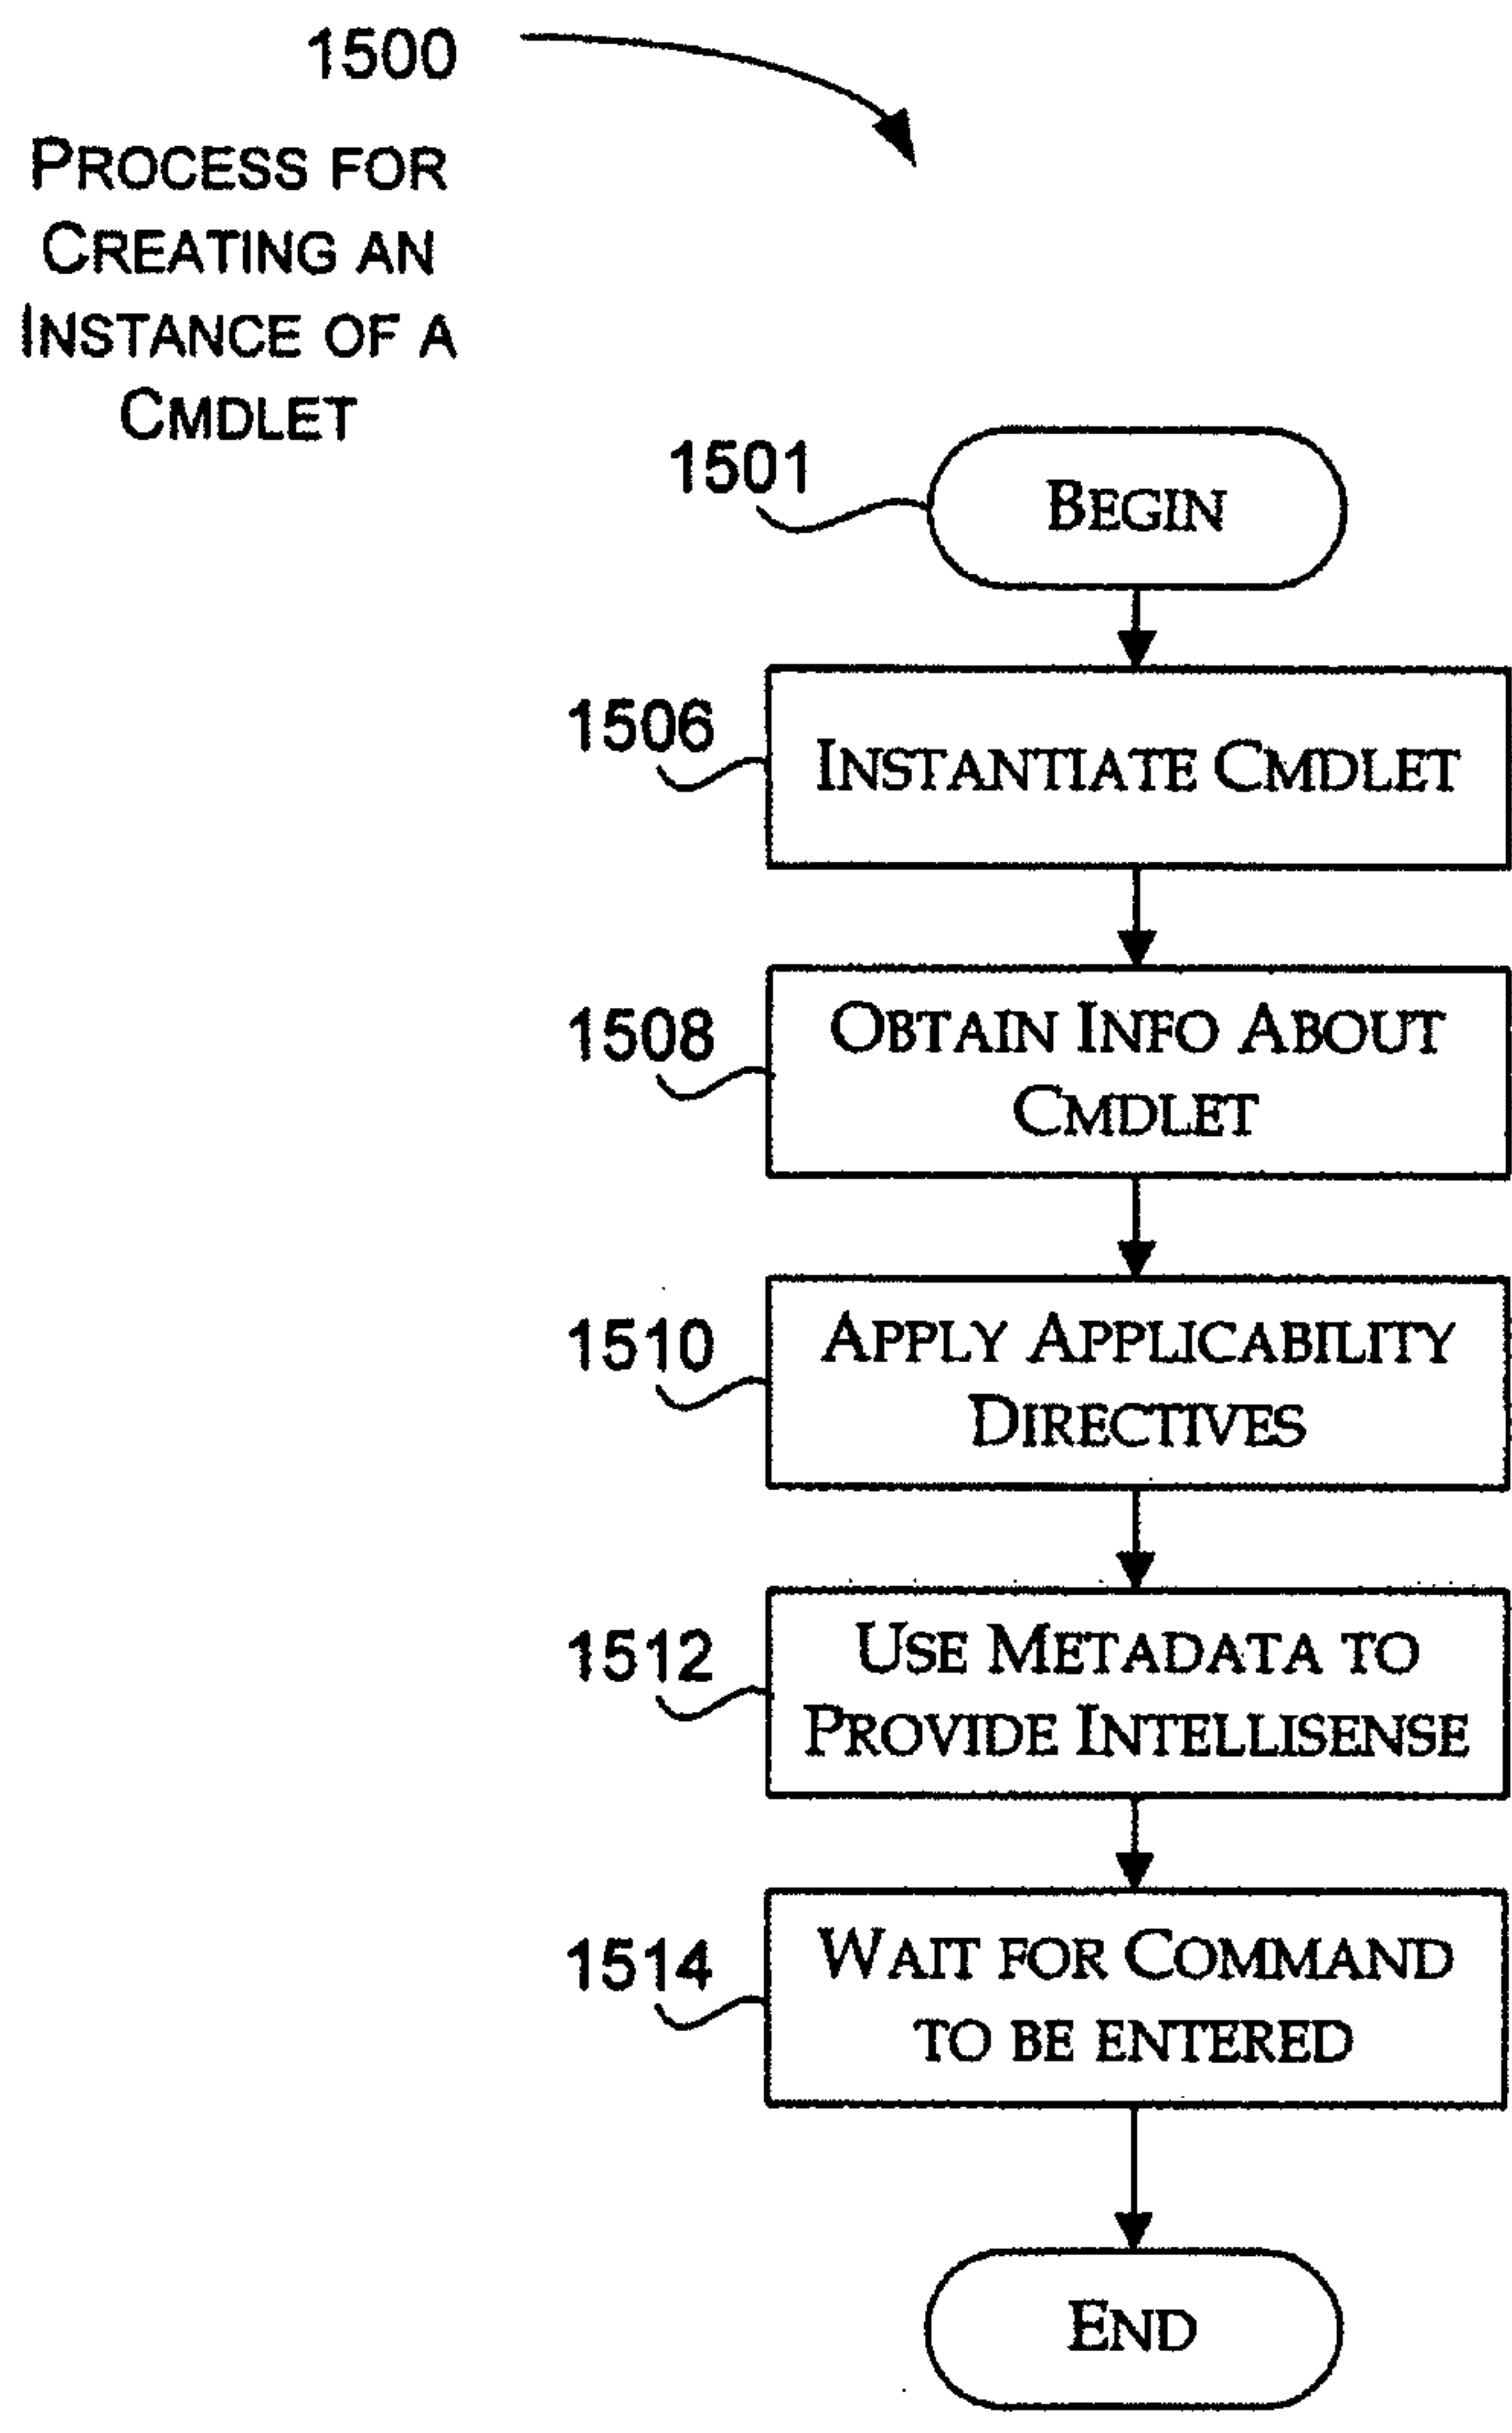 1500
PROCESS FOR
CREATING AN
INSTANCE OF A
CMDLET
1501
BEGIN
1506
INSTANTIATE CMDLET
1508
OBTAIN INFO ABOUT
CMDLET
1510
APPLY APPLICABILITY
DIRECTIVES
1512
USE METADATA TO
PROVIDE INTELLISENSE
1514
WAIT FOR COMMAND
TO BE ENTERED
END